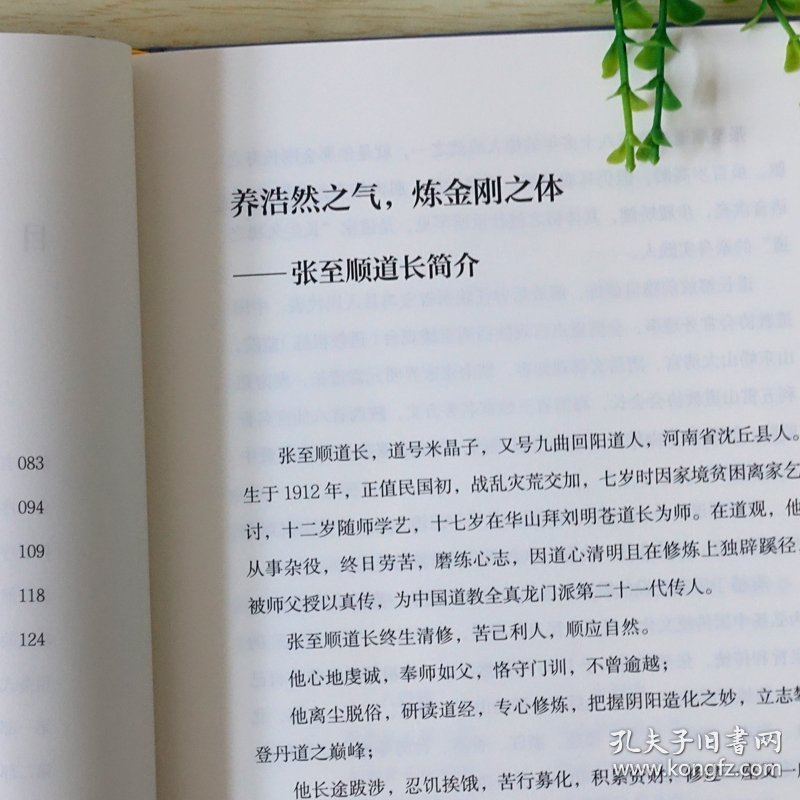 083
094
109
118
124
养浩然之气，炼金刚之体
——张至顺道长简介
张至顺道长，道号米晶子，又号九曲回阳道人，河南省沈丘县人。
生于1912年，正值民国初，战乱灾荒交加，七岁时因家境贫困离家乞
讨，十二岁随师学艺，十七岁在华山拜刘明苍道长为师。在道观，他
从事杂役，终日劳苦，磨练心志，因道心清明且在修炼上独辟蹊径，
被师父授以真传，为中国道教全真龙门派第二十一代传人。
张至顺道长终生清修，苦己利人，顺应自然。
他心地虔诚，奉师如父，恪守门训，不曾逾越；
他离尘脱俗，研读道经，专心修炼，把握阴阳造化之妙，立志攀
登丹道之巅峰；
他长途跋涉，忍饥挨饿，苦行募化，积累资财，修建一座又一
孔夫子旧书网
www.kongfz.com